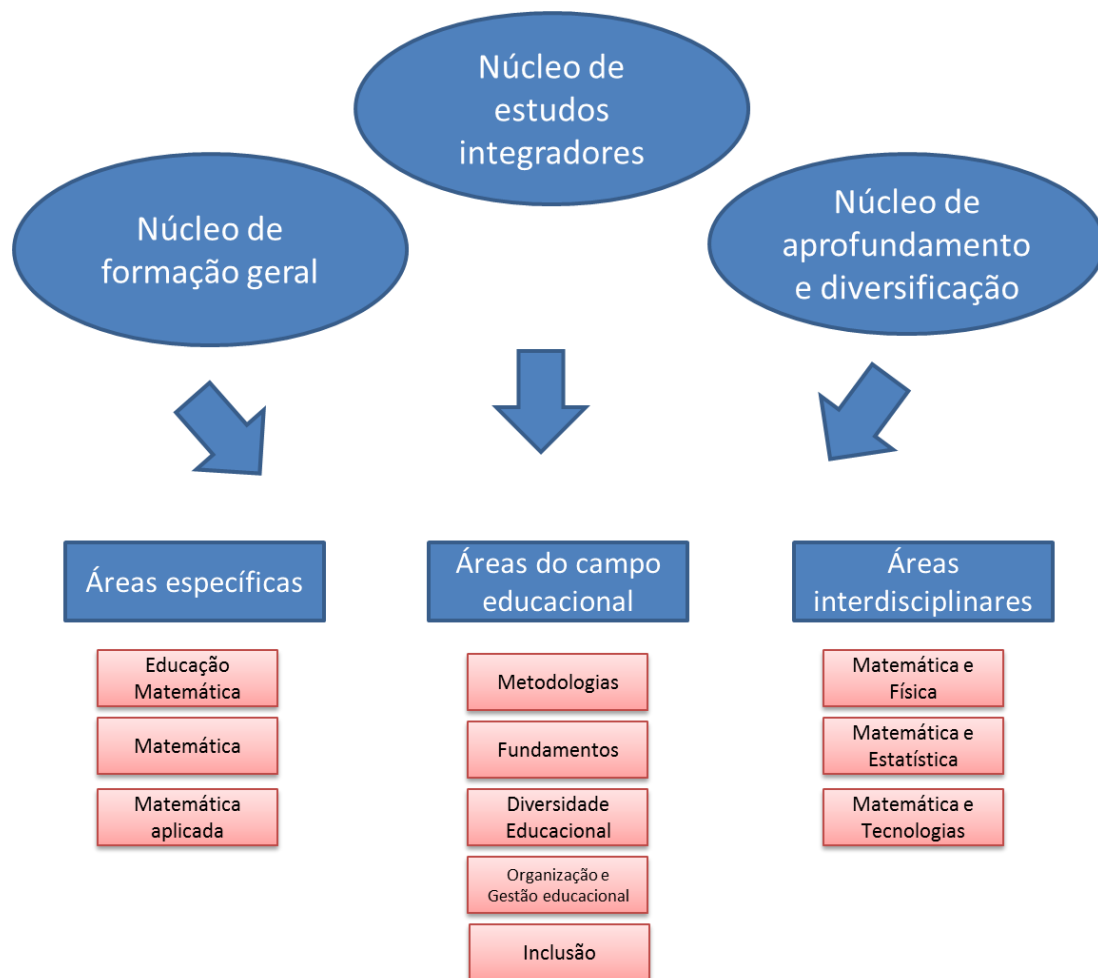 Núcleo de
estudos
integradores
Núcleo de
formação geral
Núcleo de
aprofundamento
e diversificação
Áreas específicas
Educação
Matemática
Matemática
Matemática
aplicada
Áreas do campo
educacional
Metodologias
Fundamentos
Diversidade
Educacional
Organização e
Gestão educacional
Inclusão
Áreas
interdisciplinares
Matemática e
Física
Matemática e
Estatística
Matemática e
Tecnologias